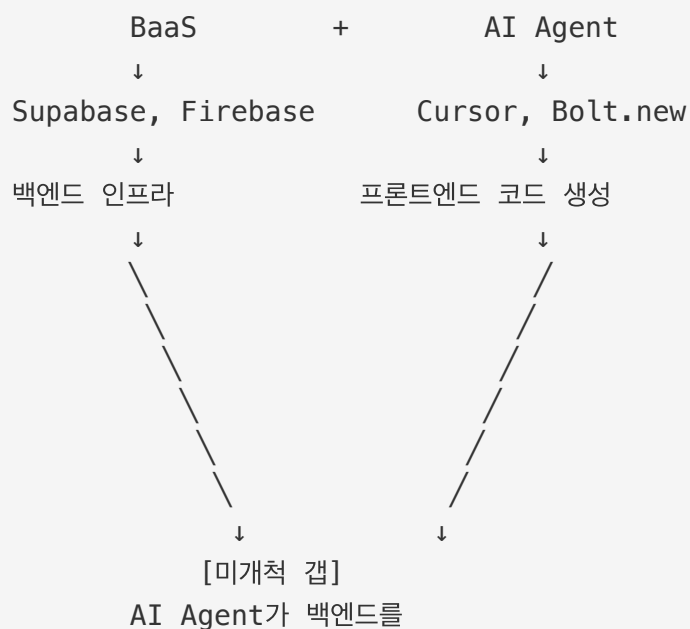 BaaS + AI Agent
↓ ↓
Supabase, Firebase Cursor, Bolt.new
↓ ↓
백엔드 인프라 프론트엔드 코드 생성
↓ ↓
\ /
\ /
\ /
\ /
\ /
\ /
↓ ↓
[미개척 갭]
AI Agent가 백엔드를